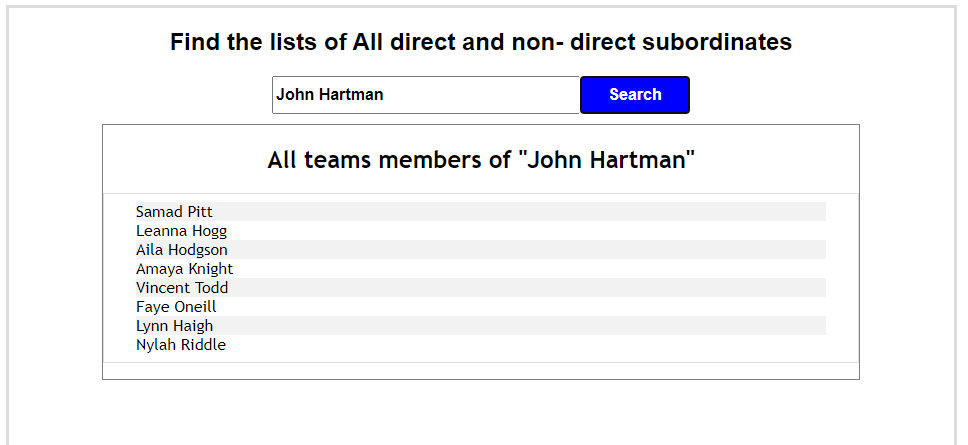 Find the lists of All direct and non- direct subordinates
John Hartman
Search
All teams members of "John Hartman"
Samad Pitt
Leanna Hogg
Aila Hodgson
Amaya Knight
Vincent Todd
Faye Oneill
Lynn Haigh
Nylah Riddle